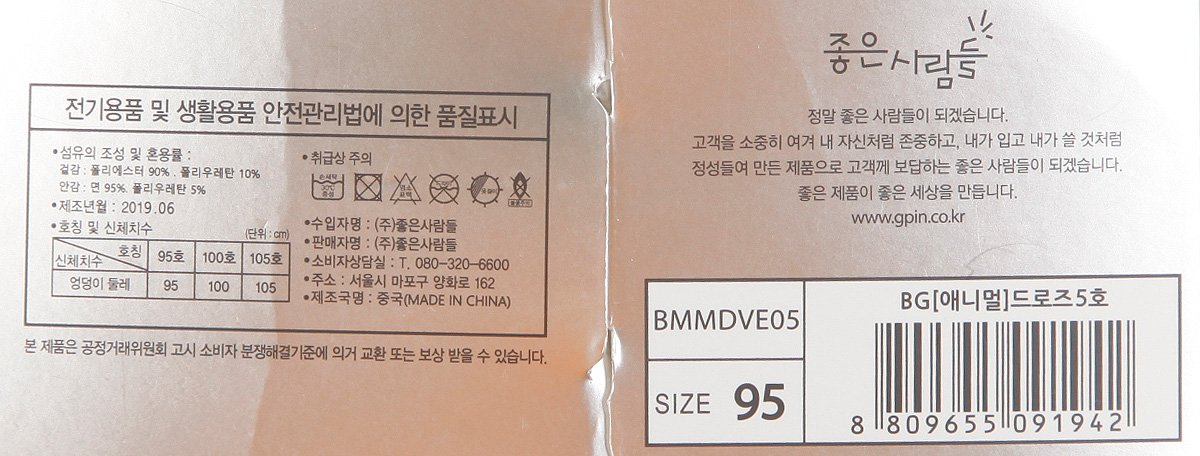 전기용품 및 생활용품 안전관리법에 의한 품질표시
•섬유의 조성 및 혼용률 :
겉감 : 폴리에스터 90% . 폴리우레탄 10%
안감 : 면 95%. 폴리우레탄 5%
•제조년월 : 2019.06
•호칭 및 신체치수
(단위 : cm)
호칭
신체치수
95호 100호 105호
엉덩이 둘레 95 100 105
•취급상 주의
손세탁
30℃
중성
염소
표백
•수입자명 : (주)좋은사람들
•판매자명 : (주)좋은사람들
•소비자상담실 : T. 080-320-6600
•주소 : 서울시 마포구 양화로 162
•제조국명 : 중국(MADE IN CHINA)
본 제품은 공정거래위원회 고시 소비자 분쟁해결기준에 의거 교환 또는 보상 받을 수 있습니다.
좋은사람들
정말 좋은 사람들이 되겠습니다.
고객을 소중히 여겨 내 자신처럼 존중하고, 내가 입고 내가 쓸 것처럼
정성들여 만든 제품으로 고객께 보답하는 좋은 사람들이 되겠습니다.
좋은 제품이 좋은 세상을 만듭니다.
www.gpin.co.kr
BMMDVE05
SIZE 95
BG[애니멀]드로즈5호
8 809655 091942